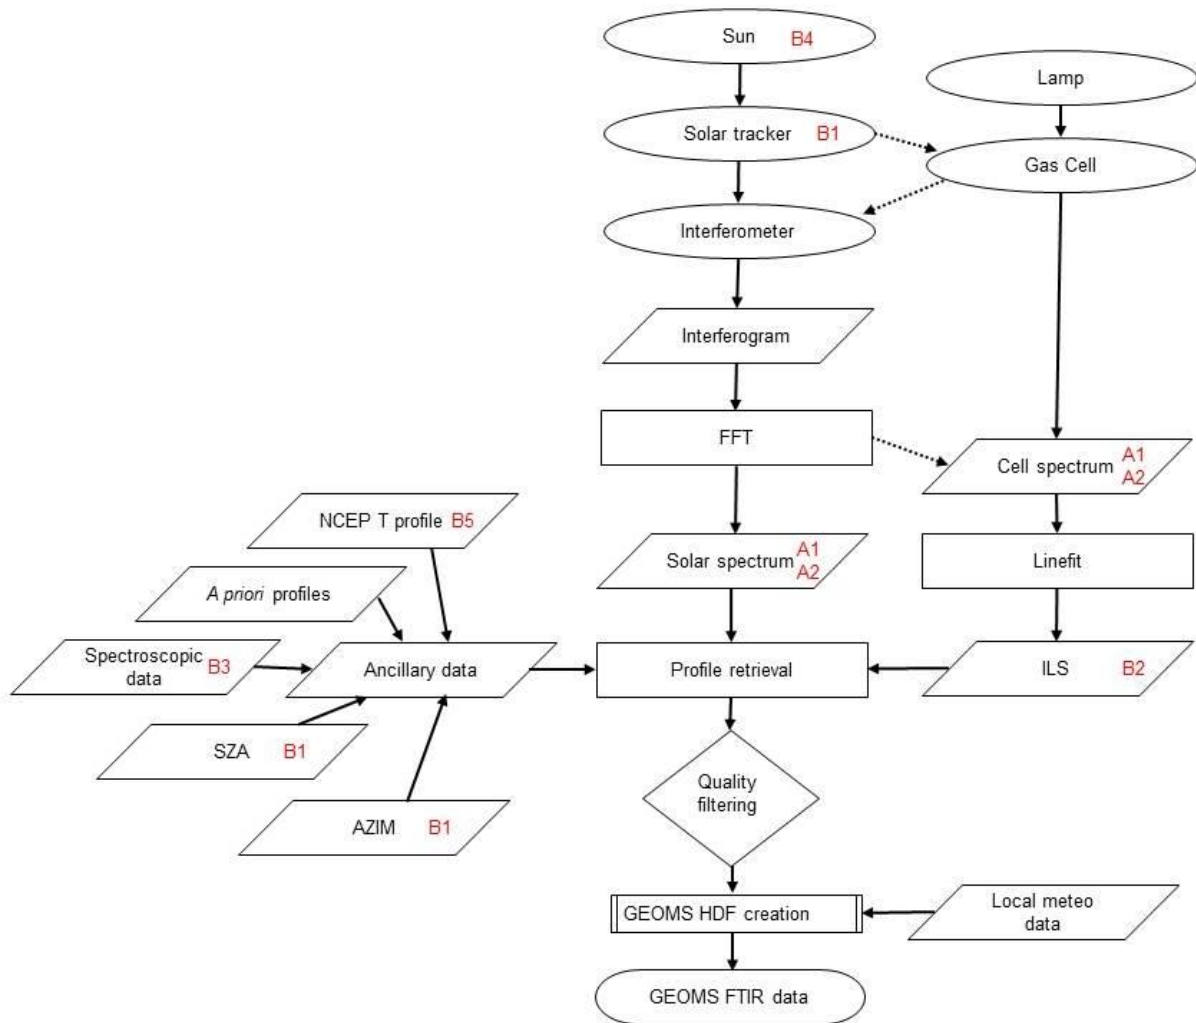 Sun B4
Lamp
Solar tracker B1
Gas Cell
Interferometer
Interferogram
FFT
Cell spectrum A1
A2
NCEP T profile B5
Solar spectrum A1
A2
Linefit
A priori profiles
Spectroscopic
data B3
Ancillary data
Profile retrieval
ILS B2
SZA B1
AZIM B1
Quality
filtering
GEOMS HDF creation
Local meteo
data
GEOMS FTIR data